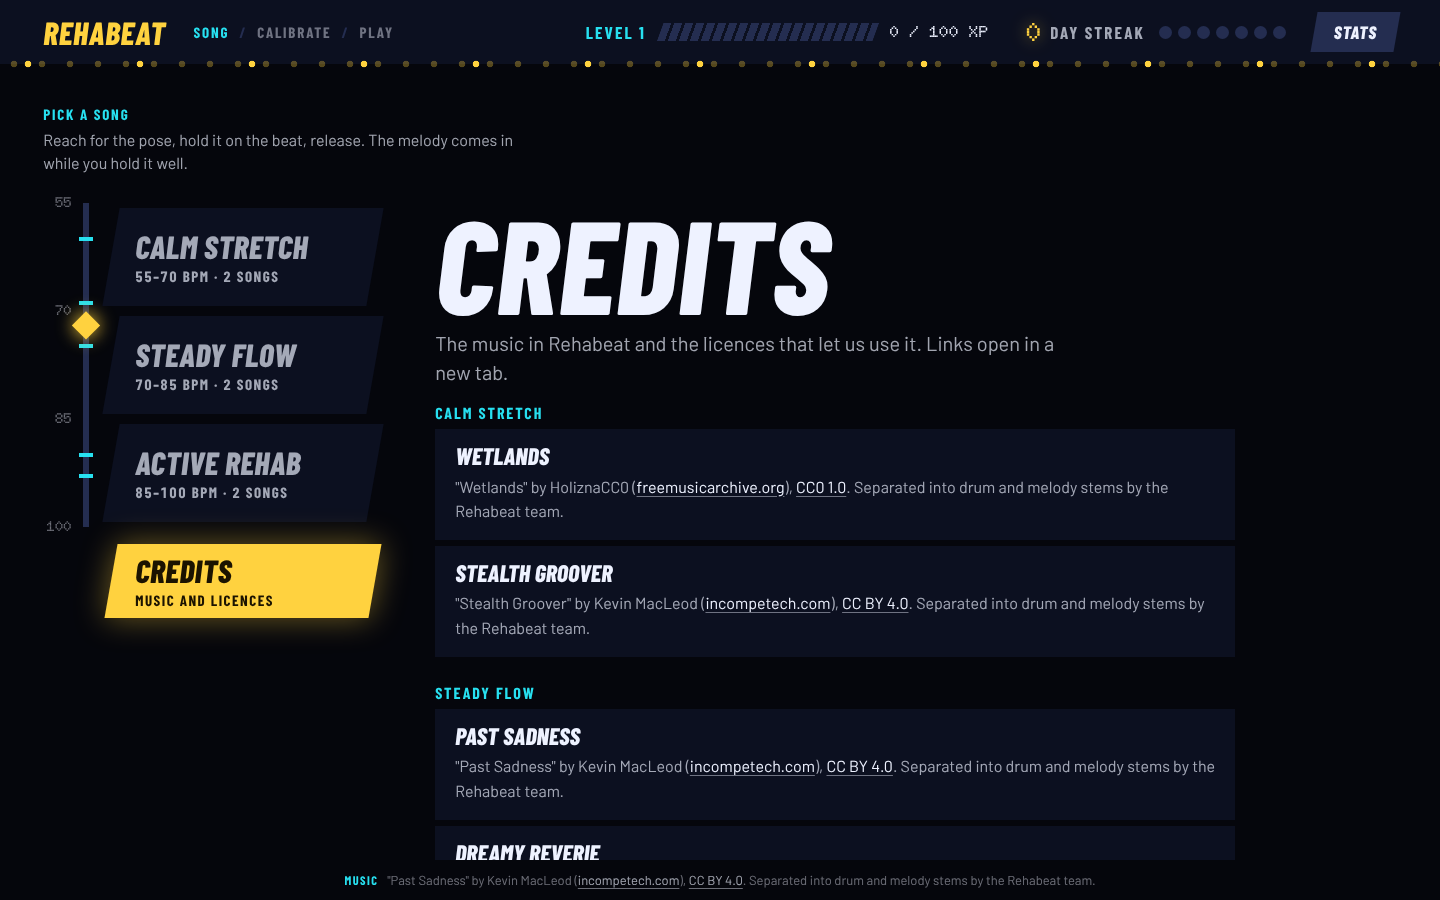 REHABEAT
SONG / CALIBRATE / PLAY
LEVEL 1
0 / 100 XP
0 DAY STREAK
STATS
PICK A SONG
Reach for the pose, hold it on the beat, release. The melody comes in
while you hold it well.
55
70
85
100
CALM STRETCH
55-70 BPM · 2 SONGS
STEADY FLOW
70-85 BPM · 2 SONGS
ACTIVE REHAB
85-100 BPM · 2 SONGS
CREDITS
MUSIC AND LICENCES
CREDITS
The music in Rehabeat and the licences that let us use it. Links open in a
new tab.
CALM STRETCH
WETLANDS
"Wetlands" by HoliznaCC0 (freemusicarchive.org), CC0 1.0. Separated into drum and melody stems by the
Rehabeat team.
STEALTH GROOVER
"Stealth Groover" by Kevin MacLeod (incompetech.com), CC BY 4.0. Separated into drum and melody stems by
the Rehabeat team.
STEADY FLOW
PAST SADNESS
"Past Sadness" by Kevin MacLeod (incompetech.com), CC BY 4.0. Separated into drum and melody stems by the
Rehabeat team.
DREAMY REVERIE
MUSIC "Past Sadness" by Kevin MacLeod (incompetech.com), CC BY 4.0. Separated into drum and melody stems by the Rehabeat team.